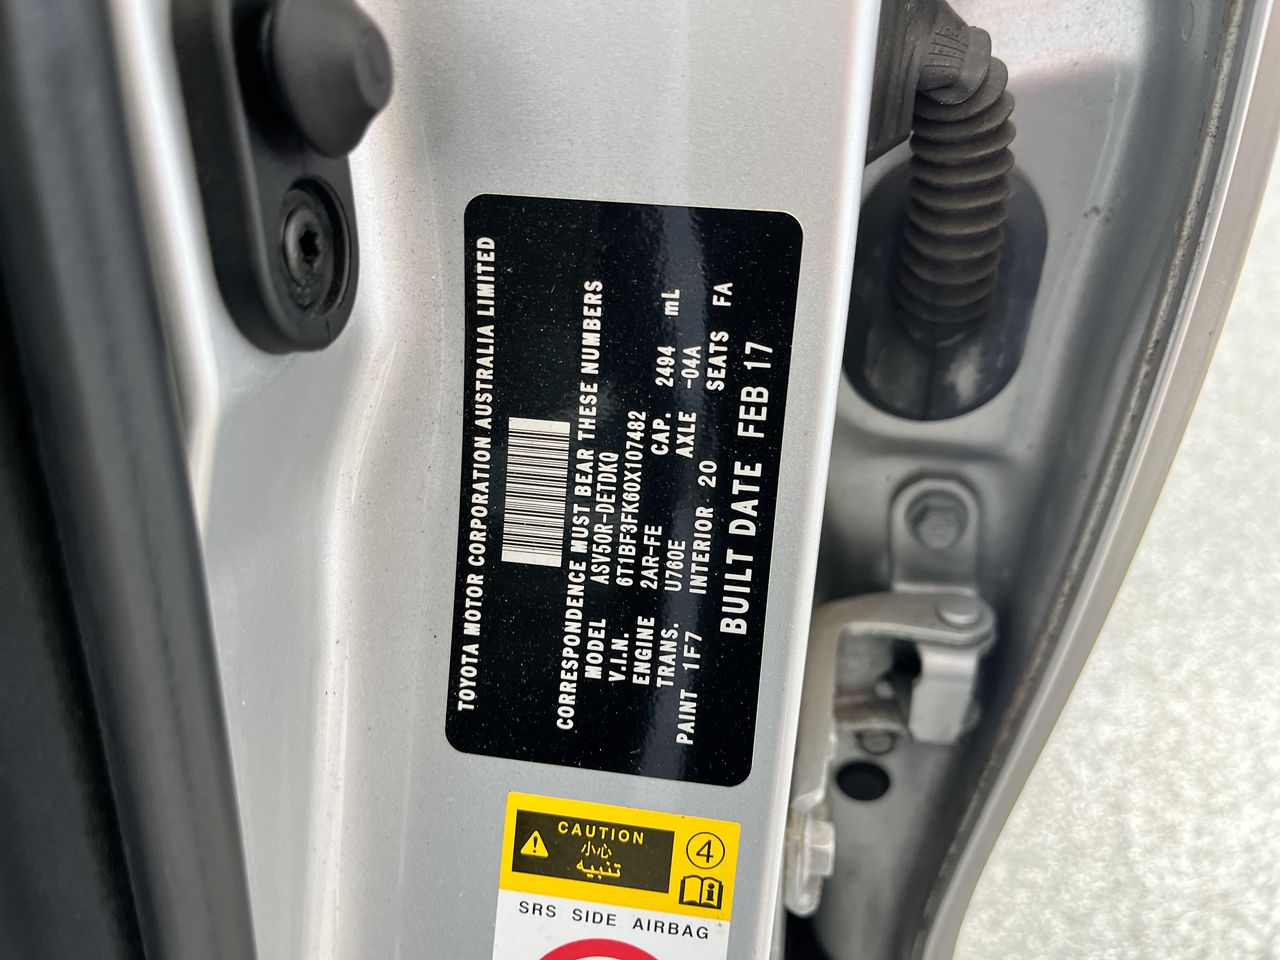 TOYOTA MOTOR CORPORATION AUSTRALIA LIMITED
CORRESPONDENCE MUST BEAR THESE NUMBERS
MODEL ASV50R-DETDKQ
V.I.N. 6T1BF3FK60X107482
ENGINE 2AR-FE CAP. 2494 mL
TRANS. U760E AXLE -04A
PAINT 1F7 INTERIOR 20 SEATS FA
BUILT DATE FEB 17
CAUTION
小心
تنبيه
4
i
SRS SIDE AIRBAG